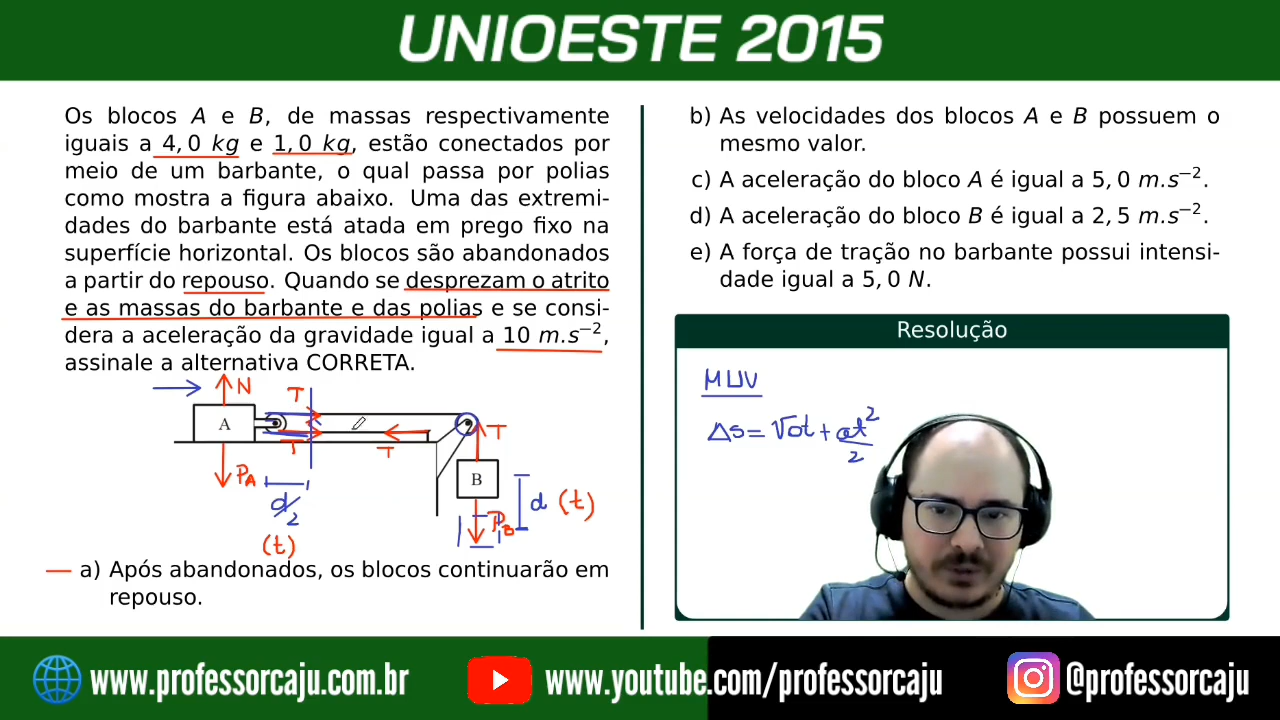 UNIOESTE 2015
Os blocos A e B, de massas respectivamente
iguais a 4, 0 kg e 1, 0 kg, estão conectados por
meio de um barbante, o qual passa por polias
como mostra a figura abaixo. Uma das extremi-
dades do barbante está atada em prego fixo na
superfície horizontal. Os blocos são abandonados
a partir do repouso. Quando se desprezam o atrito
e as massas do barbante e das polias e se consi-
dera a aceleração da gravidade igual a 10 m.s⁻²,
assinale a alternativa CORRETA.
N
T
A
T
T
T
P_A
B
d/2
d (t)
P_B
(t)
a) Após abandonados, os blocos continuarão em
repouso.
b) As velocidades dos blocos A e B possuem o
mesmo valor.
c) A aceleração do bloco A é igual a 5, 0 m.s⁻².
d) A aceleração do bloco B é igual a 2, 5 m.s⁻².
e) A força de tração no barbante possui intensi-
dade igual a 5, 0 N.
Resolução
MUV
Δs = V₀t + at²/2
www.professorcaju.com.br
www.youtube.com/professorcaju
@professorcaju